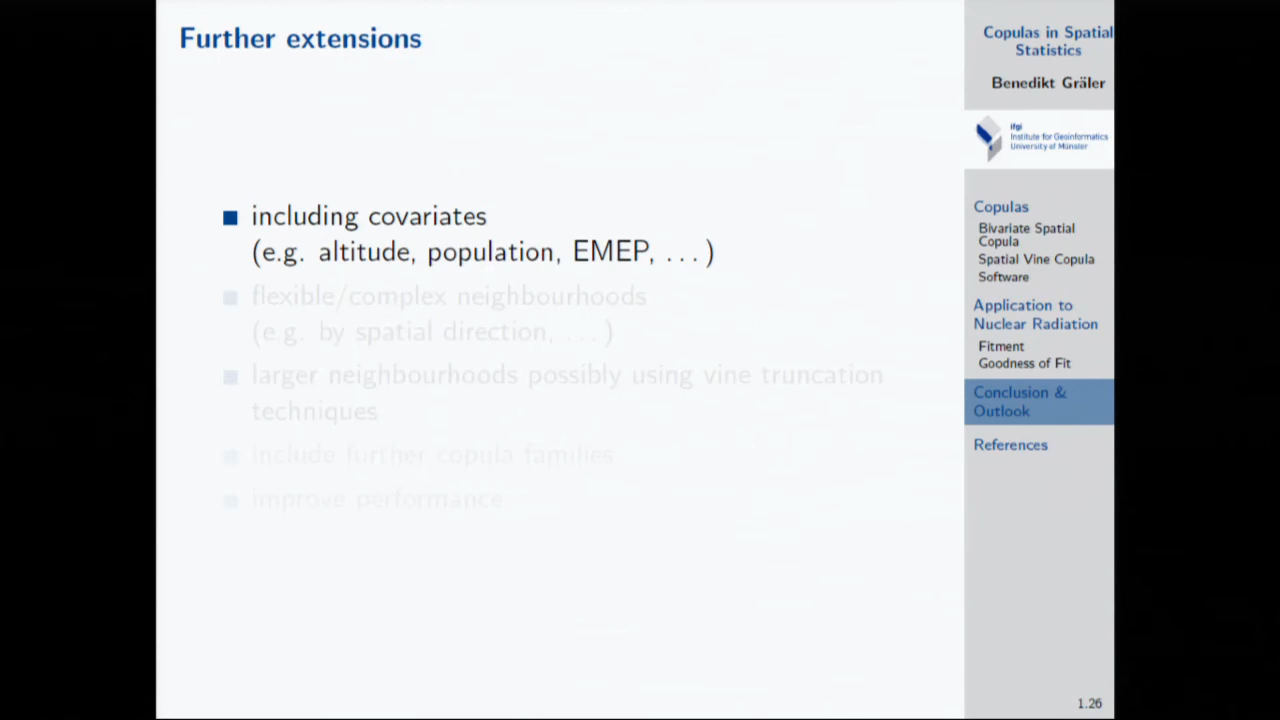 Further extensions
including covariates
(e.g. altitude, population, EMEP, . . . )
flexible/complex neighbourhoods
(e.g. by spatial direction, . . . )
larger neighbourhoods possibly using vine truncation
techniques
include further copula families
improve performance
Copulas in Spatial
Statistics
Benedikt Gräler
ifgi
Institute for Geoinformatics
University of Münster
Copulas
Bivariate Spatial
Copula
Spatial Vine Copula
Software
Application to
Nuclear Radiation
Fitment
Goodness of Fit
Conclusion &
Outlook
References
1.26